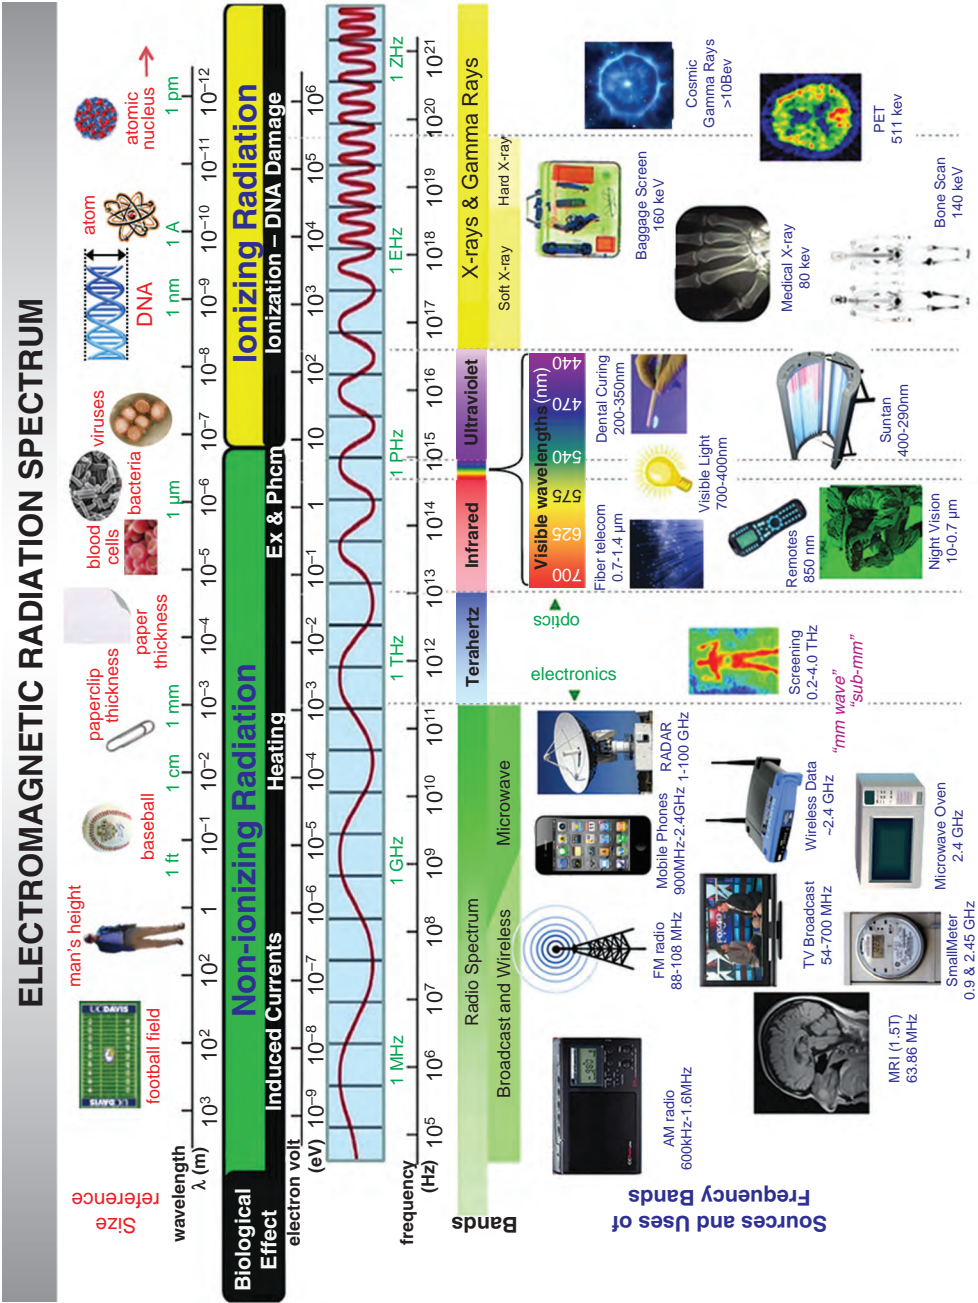 ELECTROMAGNETIC RADIATION SPECTRUM
Size
reference
football field
man's height
baseball
paperclip
thickness
paper
thickness
blood
cells
bacteria
viruses
DNA
atom
atomic
nucleus
1 ft
1 cm
1 mm
1 µm
1 nm
1 A
1 pm
wavelength
λ (m)
10³
10²
10²
1
10⁻¹
10⁻²
10⁻³
10⁻⁴
10⁻⁵
10⁻⁶
10⁻⁷
10⁻⁸
10⁻⁹
10⁻¹⁰
10⁻¹¹
10⁻¹²
Biological
Effect
Non-ionizing Radiation
Ionizing Radiation
Induced Currents
Heating
Ex & Phcm
Ionization – DNA Damage
electron volt
(eV)
10⁻⁹
10⁻⁸
10⁻⁷
10⁻⁶
10⁻⁵
10⁻⁴
10⁻³
10⁻²
10⁻¹
1
10
10²
10³
10⁴
10⁵
10⁶
1 MHz
1 GHz
1 THz
1 PHz
1 EHz
1 ZHz
frequency
(Hz)
10⁵
10⁶
10⁷
10⁸
10⁹
10¹⁰
10¹¹
10¹²
10¹³
10¹⁴
10¹⁵
10¹⁶
10¹⁷
10¹⁸
10¹⁹
10²⁰
10²¹
Bands
Radio Spectrum
Broadcast and Wireless
Microwave
Terahertz
Infrared
Ultraviolet
X-rays & Gamma Rays
Soft X-ray
Hard X-ray
electronics
optics
Visible wavelengths(nm)
700
625
575
540
470
440
Sources and Uses of
Frequency Bands
AM radio
600kHz-1.6MHz
FM radio
88-108 MHz
Mobile Phones
900MHz-2.4GHz
RADAR
1-100 GHz
MRI (1.5T)
63.86 MHz
TV Broadcast
54-700 MHz
Wireless Data
~2.4 GHz
SmallMeter
0.9 & 2.45 GHz
Microwave Oven
2.4 GHz
Screening
0.2-4.0 THz
"mm wave"
"sub-mm"
Fiber telecom
0.7-1.4 µm
Visible Light
700-400nm
Dental Curing
200-350nm
Remotes
850 nm
Night Vision
10-0.7 µm
Suntan
400-290nm
Baggage Screen
160 keV
Medical X-ray
80 kev
Bone Scan
140 keV
Cosmic
Gamma Rays
>10Bev
PET
511 kev
UCDAVIS
UCDAVIS